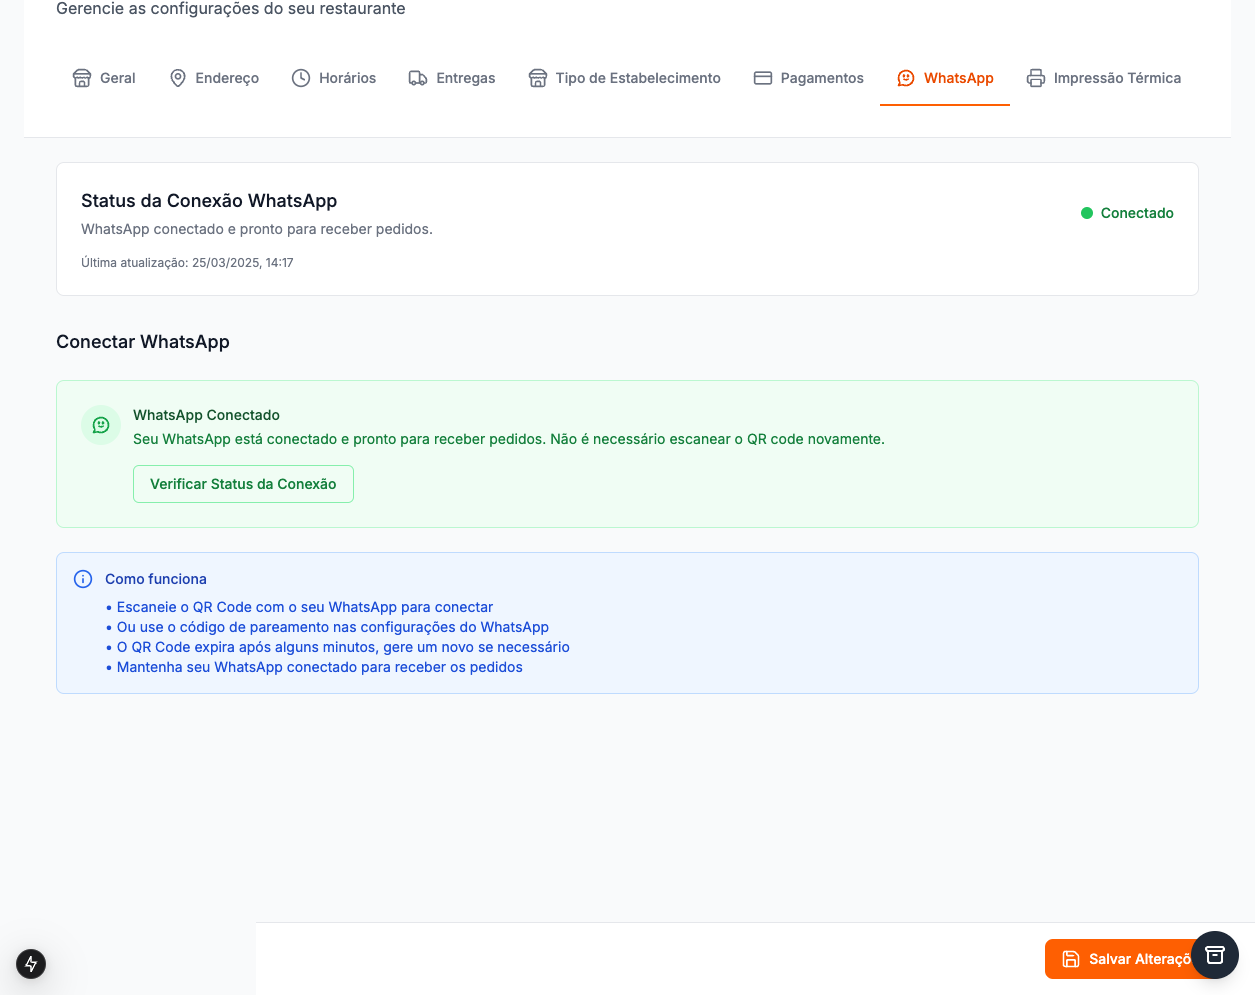 Gerencie as configurações do seu restaurante
Geral
Endereço
Horários
Entregas
Tipo de Estabelecimento
Pagamentos
WhatsApp
Impressão Térmica
Status da Conexão WhatsApp
Conectado
WhatsApp conectado e pronto para receber pedidos.
Última atualização: 25/03/2025, 14:17
Conectar WhatsApp
WhatsApp Conectado
Seu WhatsApp está conectado e pronto para receber pedidos. Não é necessário escanear o QR code novamente.
Verificar Status da Conexão
Como funciona
• Escaneie o QR Code com o seu WhatsApp para conectar
• Ou use o código de pareamento nas configurações do WhatsApp
• O QR Code expira após alguns minutos, gere um novo se necessário
• Mantenha seu WhatsApp conectado para receber os pedidos
Salvar Alteraçõ